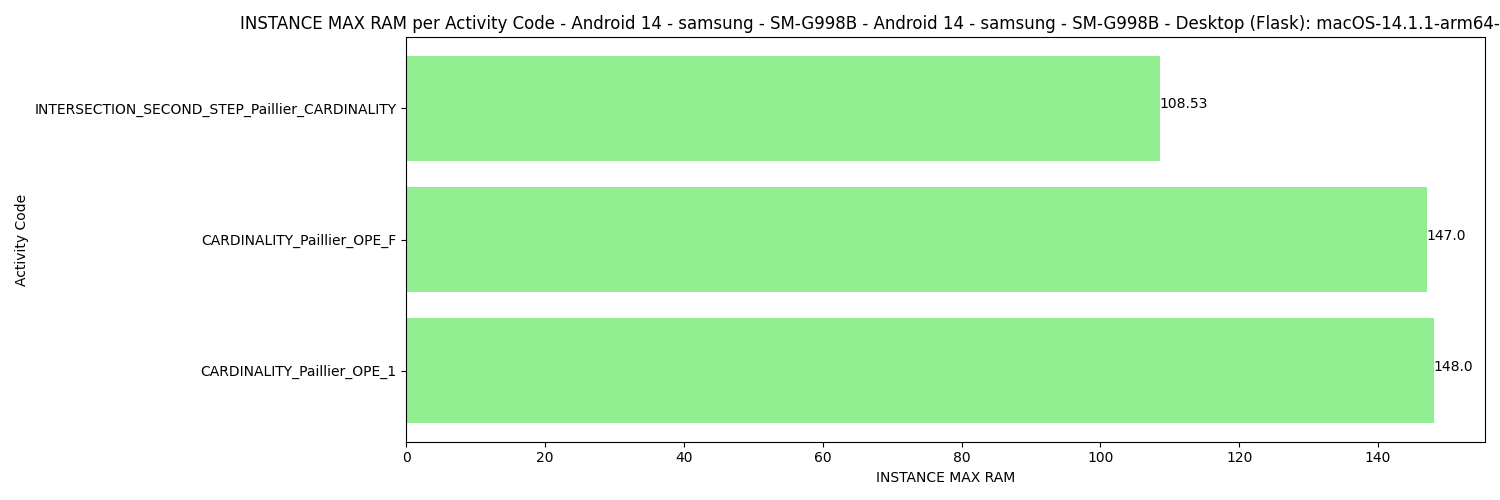 INSTANCE MAX RAM per Activity Code - Android 14 - samsung - SM-G998B - Android 14 - samsung - SM-G998B - Desktop (Flask): macOS-14.1.1-arm64-
INTERSECTION_SECOND_STEP_Paillier_CARDINALITY
108.53
CARDINALITY_Paillier_OPE_F
147.0
CARDINALITY_Paillier_OPE_1
148.0
Activity Code
0 20 40 60 80 100 120 140
INSTANCE MAX RAM